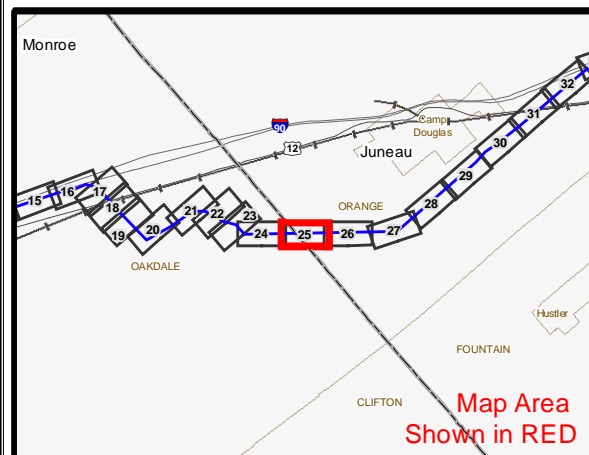 Monroe
32
90
Camp
Douglas
31
12
Juneau
30
29
16
17
15
18
ORANGE
28
21
22
23
19
20
24
25
26
27
OAKDALE
Hustler
FOUNTAIN
CLIFTON
Map Area
Shown in RED